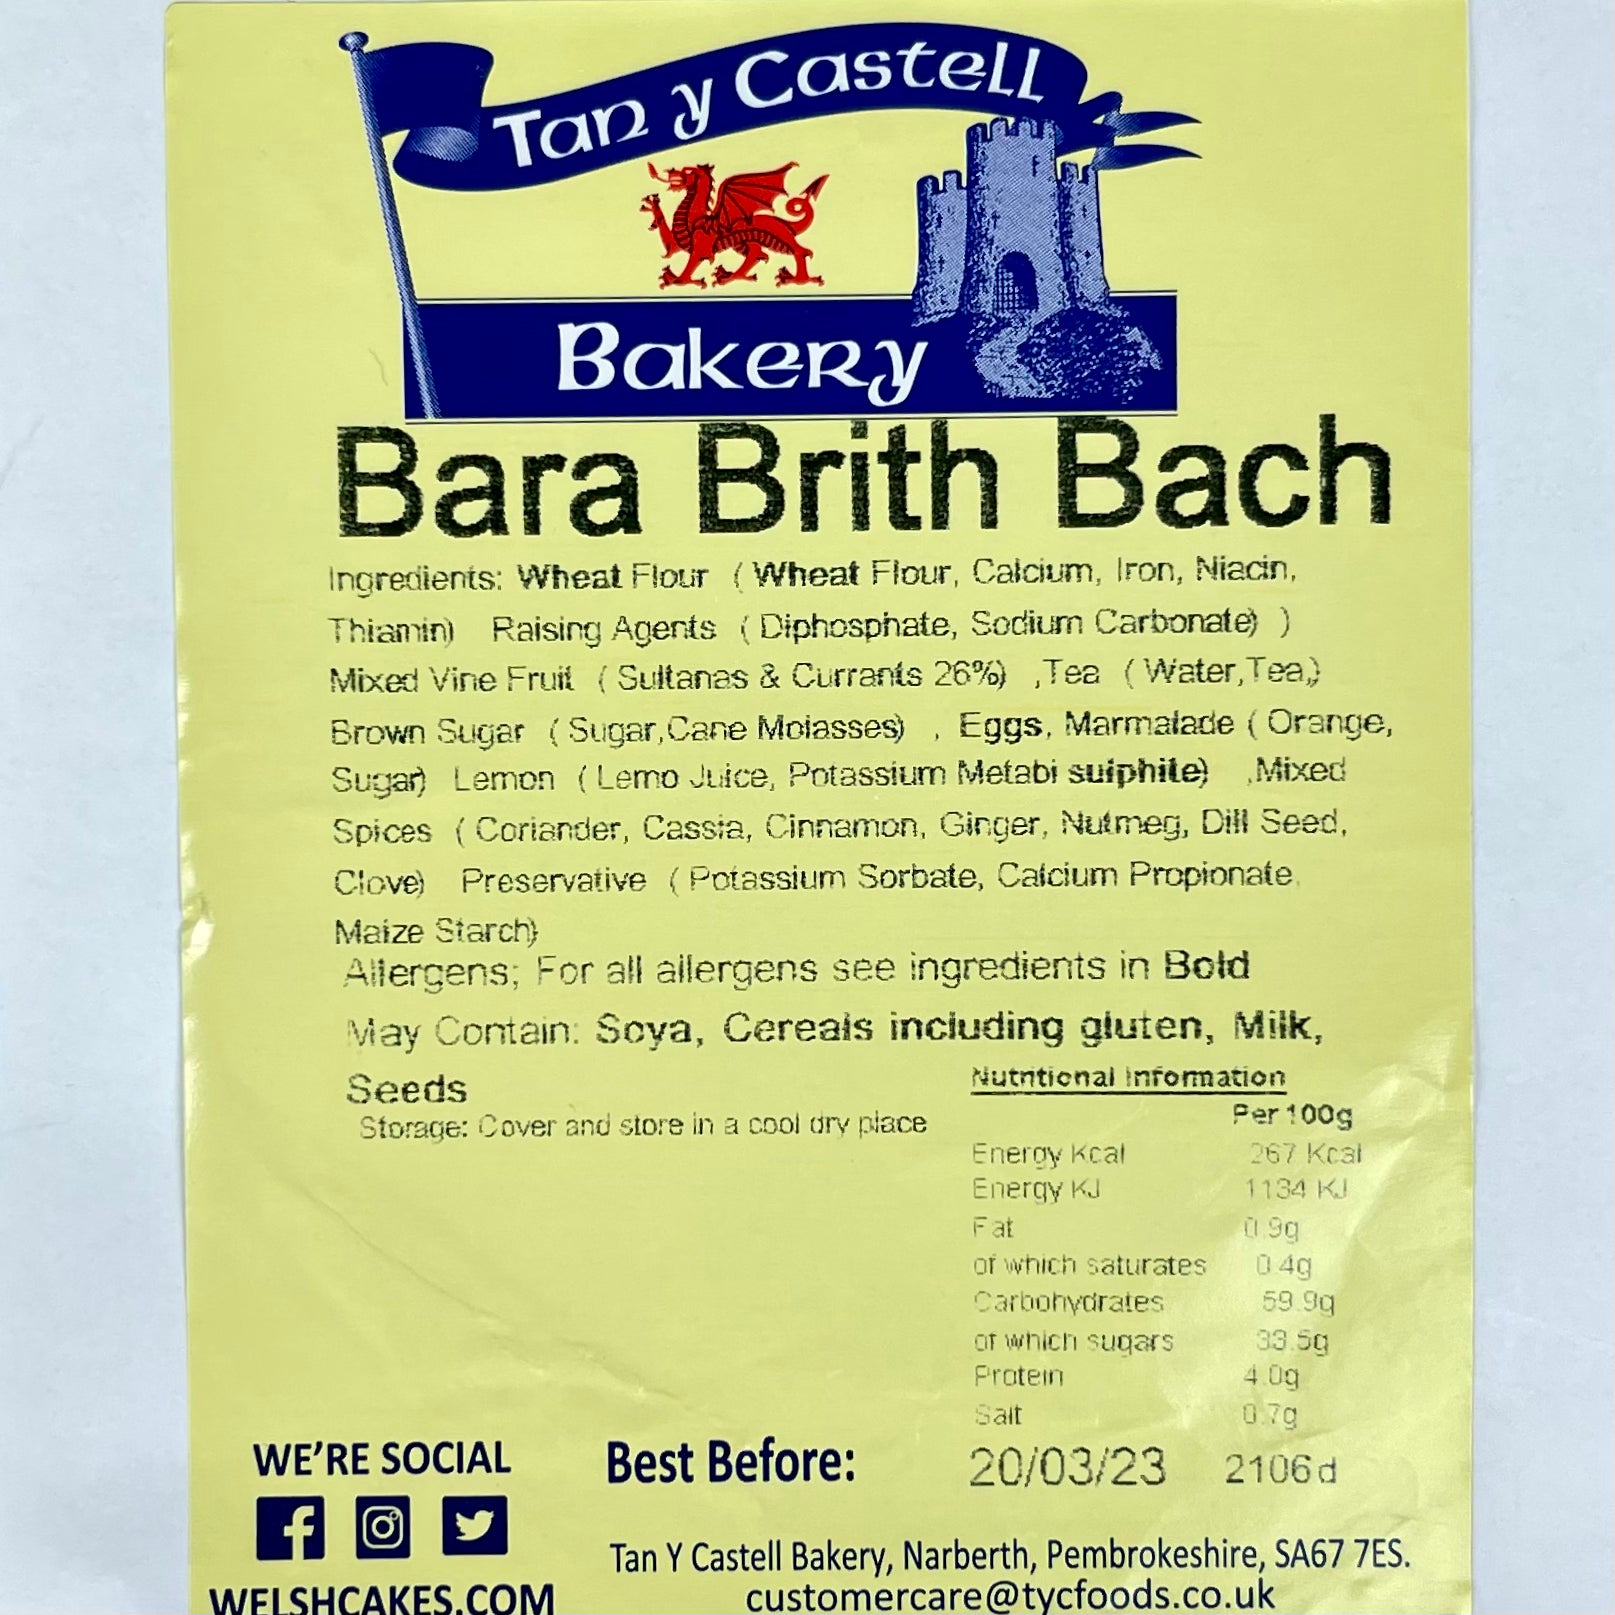 Tan y Castell
Bakery
Bara Brith Bach
Ingredients: Wheat Flour ( Wheat Flour, Calcium, Iron, Niacin,
Thiamin) Raising Agents ( Diphosphate, Sodium Carbonate) )
Mixed Vine Fruit ( Sultanas & Currants 26%) ,Tea ( Water,Tea,)
Brown Sugar ( Sugar,Cane Molasses) , Eggs, Marmalade ( Orange,
Sugar) Lemon ( Lemo Juice, Potassium Metabi sulphite) ,Mixed
Spices ( Coriander, Cassia, Cinnamon, Ginger, Nutmeg, Dill Seed,
Clove) Preservative ( Potassium Sorbate, Calcium Propionate,
Maize Starch)
Allergens; For all allergens see ingredients in Bold
May Contain: Soya, Cereals including gluten, Milk,
Seeds
Storage: Cover and store in a cool dry place
Nutritional Information
Per 100g
Energy Kcal 267 Kcal
Energy KJ 1134 KJ
Fat 0.9g
of which saturates 0.4g
Carbohydrates 59.9g
of which sugars 33.5g
Protein 4.0g
Salt 0.7g
WE'RE SOCIAL
WELSHCAKES.COM
Best Before: 20/03/23 2106d
Tan Y Castell Bakery, Narberth, Pembrokeshire, SA67 7ES.
customercare@tycfoods.co.uk